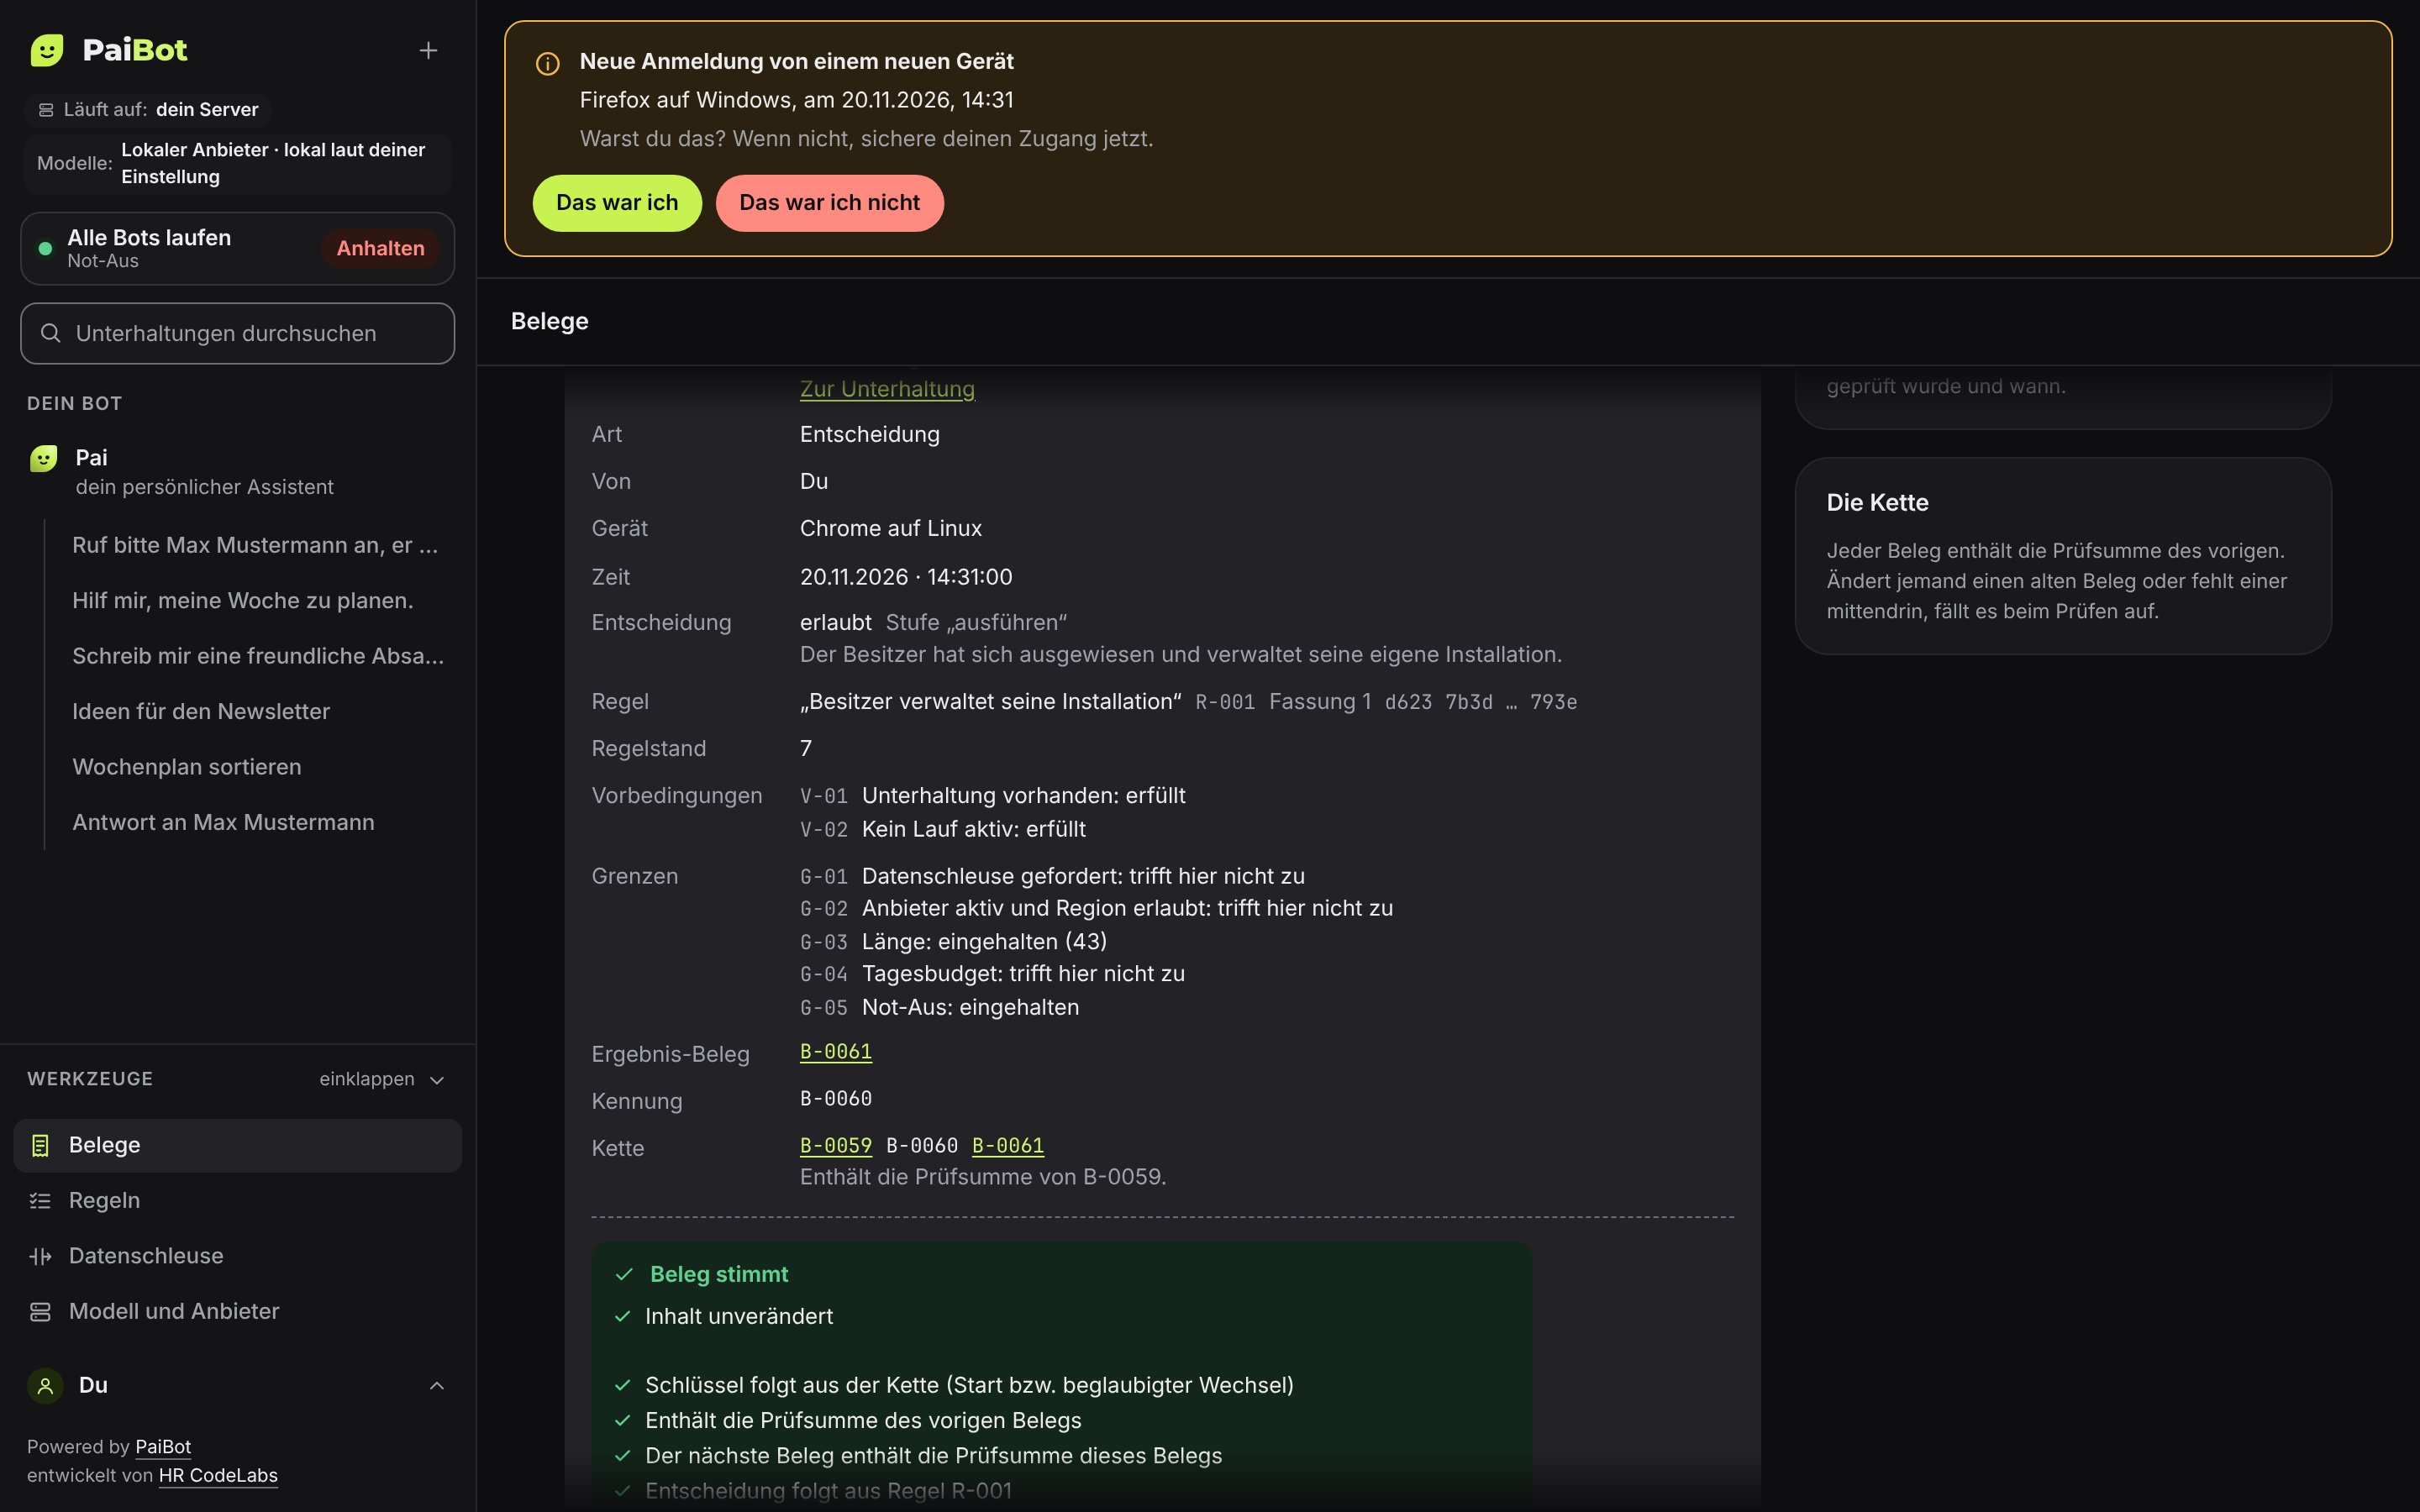 PaiBot
Läuft auf: dein Server
Modelle: Lokaler Anbieter · lokal laut deiner
Einstellung
Alle Bots laufen
Not-Aus
Anhalten
Unterhaltungen durchsuchen
DEIN BOT
Pai
dein persönlicher Assistent
Ruf bitte Max Mustermann an, er ...
Hilf mir, meine Woche zu planen.
Schreib mir eine freundliche Absa...
Ideen für den Newsletter
Wochenplan sortieren
Antwort an Max Mustermann
WERKZEUGE einklappen
Belege
Regeln
Datenschleuse
Modell und Anbieter
Du
Powered by PaiBot
entwickelt von HR CodeLabs
Neue Anmeldung von einem neuen Gerät
Firefox auf Windows, am 20.11.2026, 14:31
Warst du das? Wenn nicht, sichere deinen Zugang jetzt.
Das war ich Das war ich nicht
Belege
Zur Unterhaltung
Art Entscheidung
Von Du
Gerät Chrome auf Linux
Zeit 20.11.2026 · 14:31:00
Entscheidung erlaubt Stufe „ausführen“
Der Besitzer hat sich ausgewiesen und verwaltet seine eigene Installation.
Regel „Besitzer verwaltet seine Installation“ R-001 Fassung 1 d623 7b3d … 793e
Regelstand 7
Vorbedingungen V-01 Unterhaltung vorhanden: erfüllt
V-02 Kein Lauf aktiv: erfüllt
Grenzen G-01 Datenschleuse gefordert: trifft hier nicht zu
G-02 Anbieter aktiv und Region erlaubt: trifft hier nicht zu
G-03 Länge: eingehalten (43)
G-04 Tagesbudget: trifft hier nicht zu
G-05 Not-Aus: eingehalten
Ergebnis-Beleg B-0061
Kennung B-0060
Kette B-0059 B-0060 B-0061
Enthält die Prüfsumme von B-0059.
Beleg stimmt
Inhalt unverändert
Schlüssel folgt aus der Kette (Start bzw. beglaubigter Wechsel)
Enthält die Prüfsumme des vorigen Belegs
Der nächste Beleg enthält die Prüfsumme dieses Belegs
Entscheidung folgt aus Regel R-001
geprüft wurde und wann.
Die Kette
Jeder Beleg enthält die Prüfsumme des vorigen.
Ändert jemand einen alten Beleg oder fehlt einer
mittendrin, fällt es beim Prüfen auf.